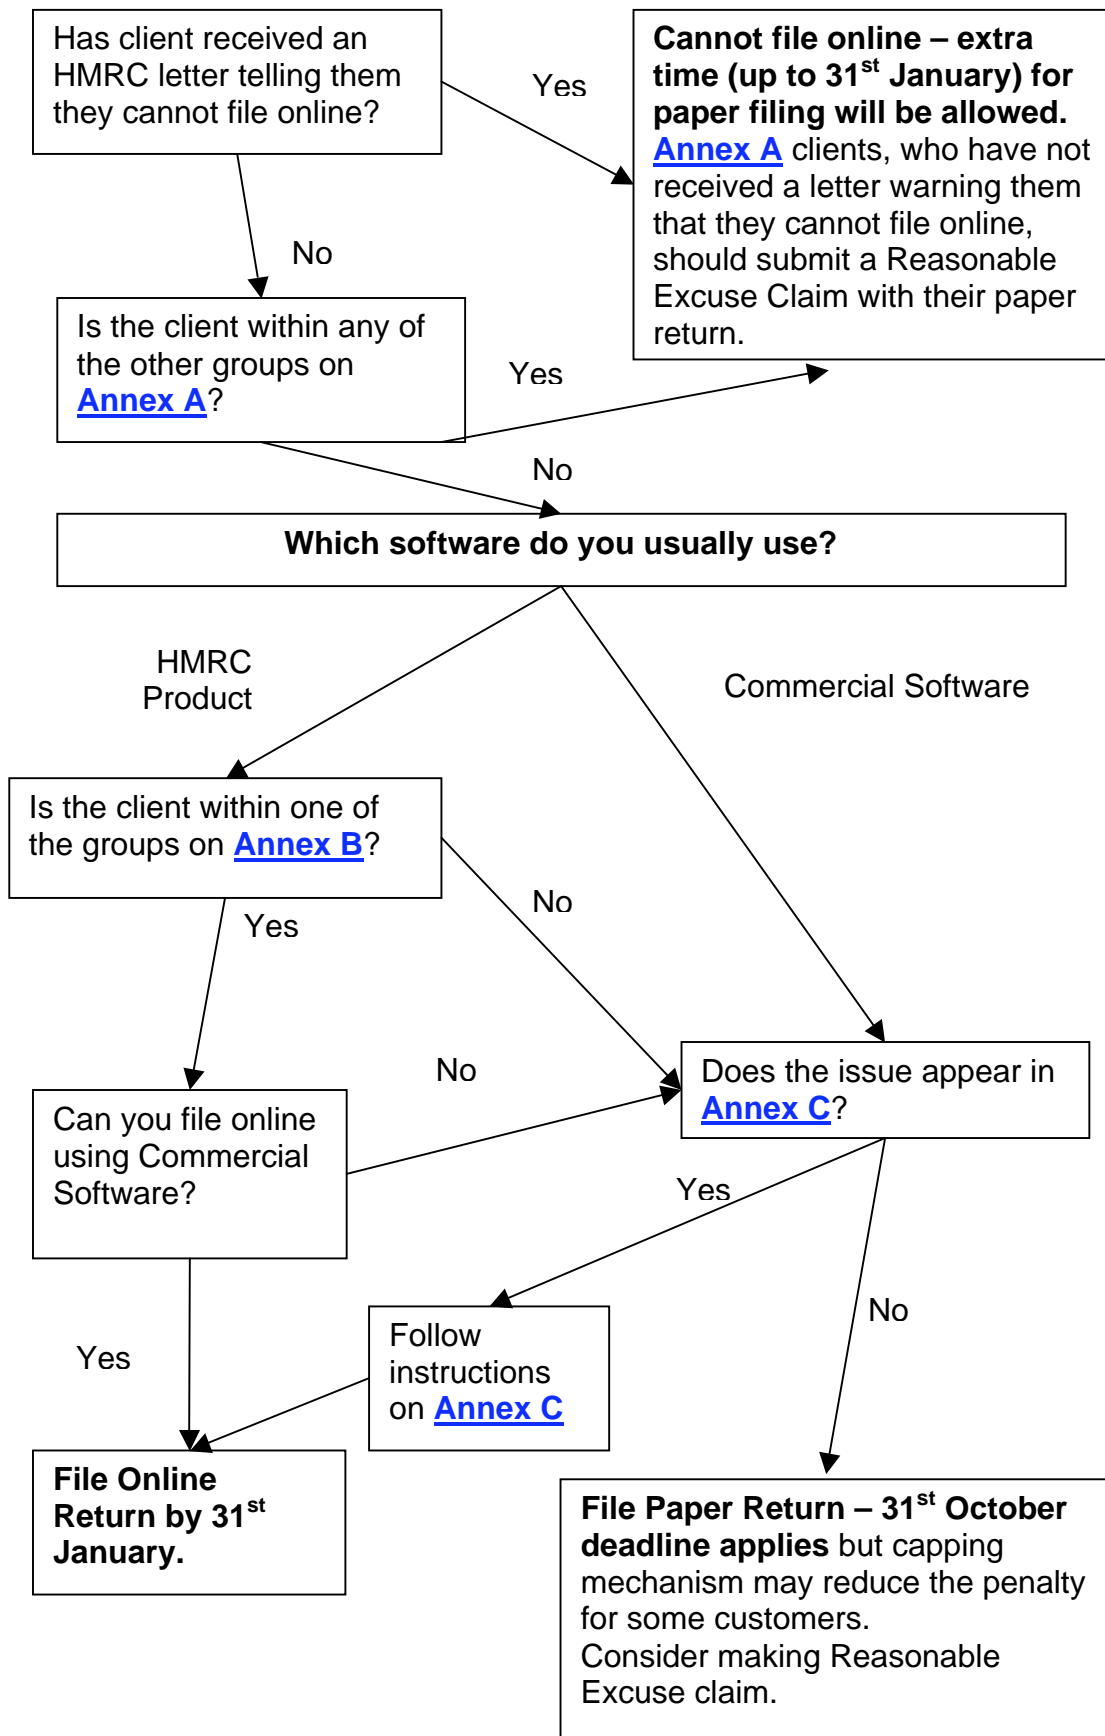 Has client received an
HMRC letter telling them
they cannot file online?
Yes
Cannot file online – extra
time (up to 31st January) for
paper filing will be allowed.
Annex A clients, who have not
received a letter warning them
that they cannot file online,
should submit a Reasonable
Excuse Claim with their paper
return.
No
Is the client within any of
the other groups on
Annex A?
Yes
No
Which software do you usually use?
HMRC
Product
Commercial Software
Is the client within one of
the groups on Annex B?
Yes
No
Can you file online
using Commercial
Software?
No
Does the issue appear in
Annex C?
Yes
No
Yes
Follow
instructions
on Annex C
File Online
Return by 31st
January.
File Paper Return – 31st October
deadline applies but capping
mechanism may reduce the penalty
for some customers.
Consider making Reasonable
Excuse claim.